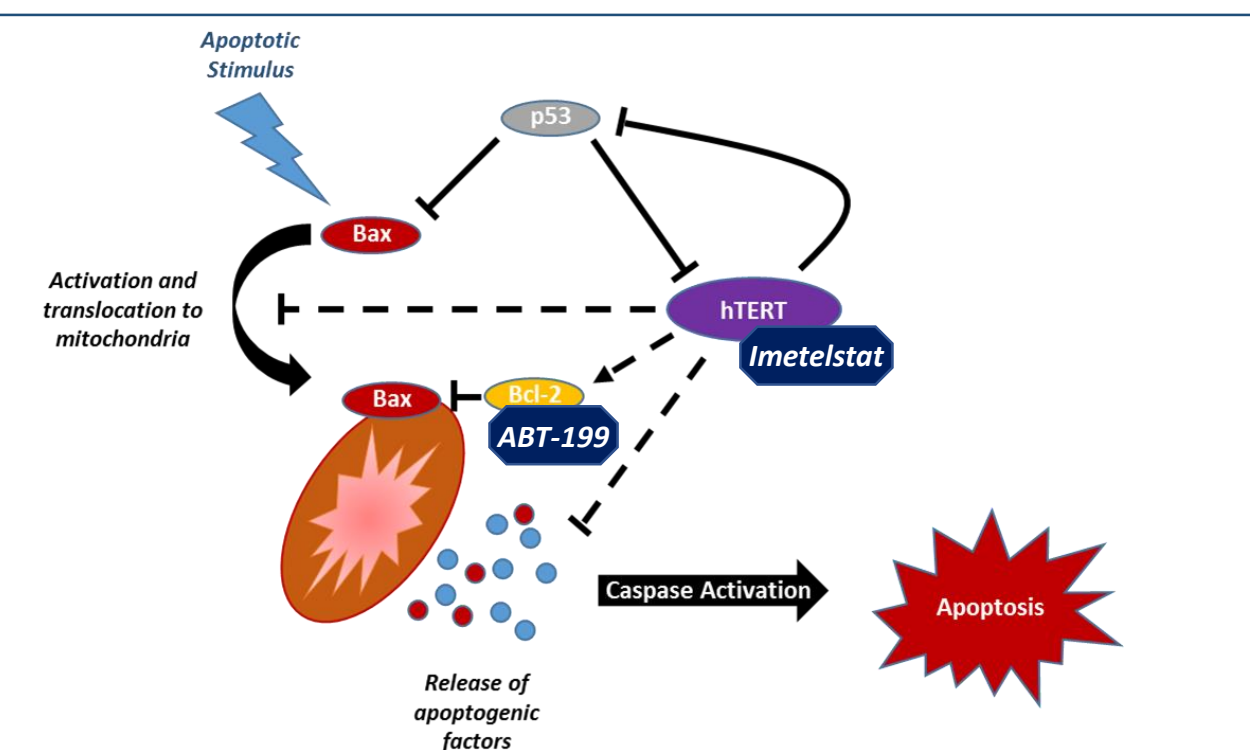 Apoptotic
Stimulus
p53
Bax
Activation and
translocation to
mitochondria
hTERT
Imetelstat
Bax
Bcl-2
ABT-199
Caspase Activation
Apoptosis
Release of
apoptogenic
factors